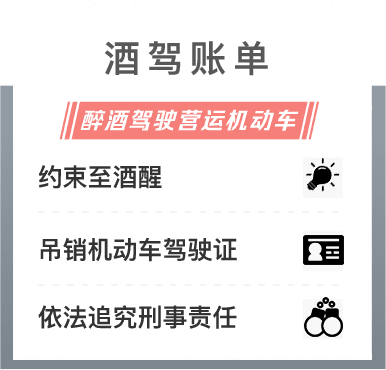 酒驾账单
醉酒驾驶营运机动车
约束至酒醒
吊销机动车驾驶证
依法追究刑事责任